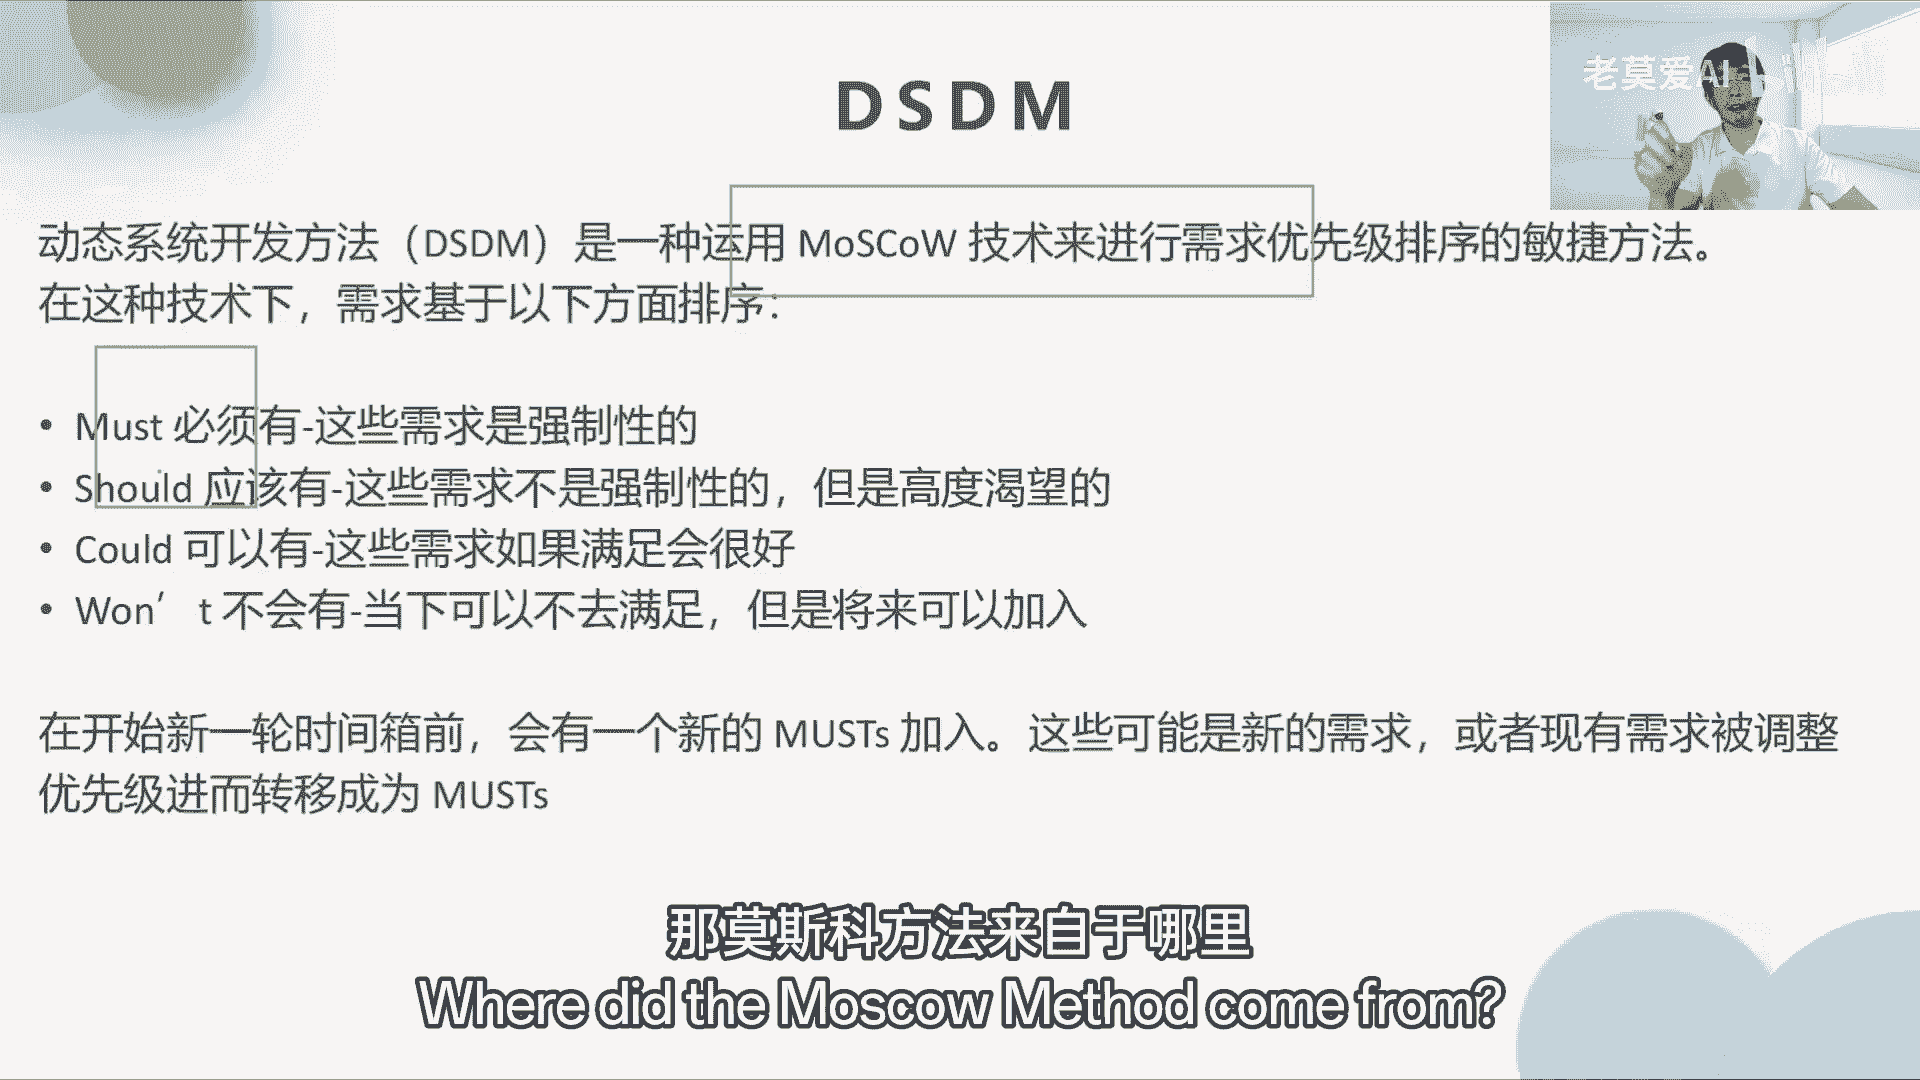 DSDM
老莫爱AI
动态系统开发方法（DSDM）是一种运用 MoSCoW 技术来进行需求优先级排序的敏捷方法。
在这种技术下，需求基于以下方面排序：
• Must 必须有-这些需求是强制性的
• Should 应该有-这些需求不是强制性的，但是高度渴望的
• Could 可以有-这些需求如果满足会很好
• Won’ t 不会有-当下可以不去满足，但是将来可以加入
在开始新一轮时间箱前，会有一个新的 MUSTs 加入。这些可能是新的需求，或者现有需求被调整
优先级进而转移成为 MUSTs
那莫斯科方法来自于哪里
Where did the Moscow Method come from?